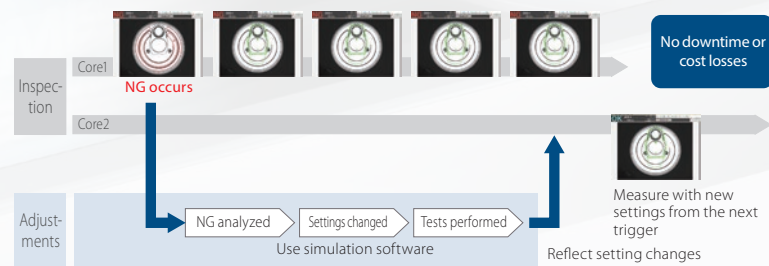 No downtime or
cost losses
Inspec-
tion
Core1
NG occurs
Core2
Measure with new
settings from the next
trigger
Adjust-
ments
NG analyzed
Settings changed
Tests performed
Use simulation software
Reflect setting changes